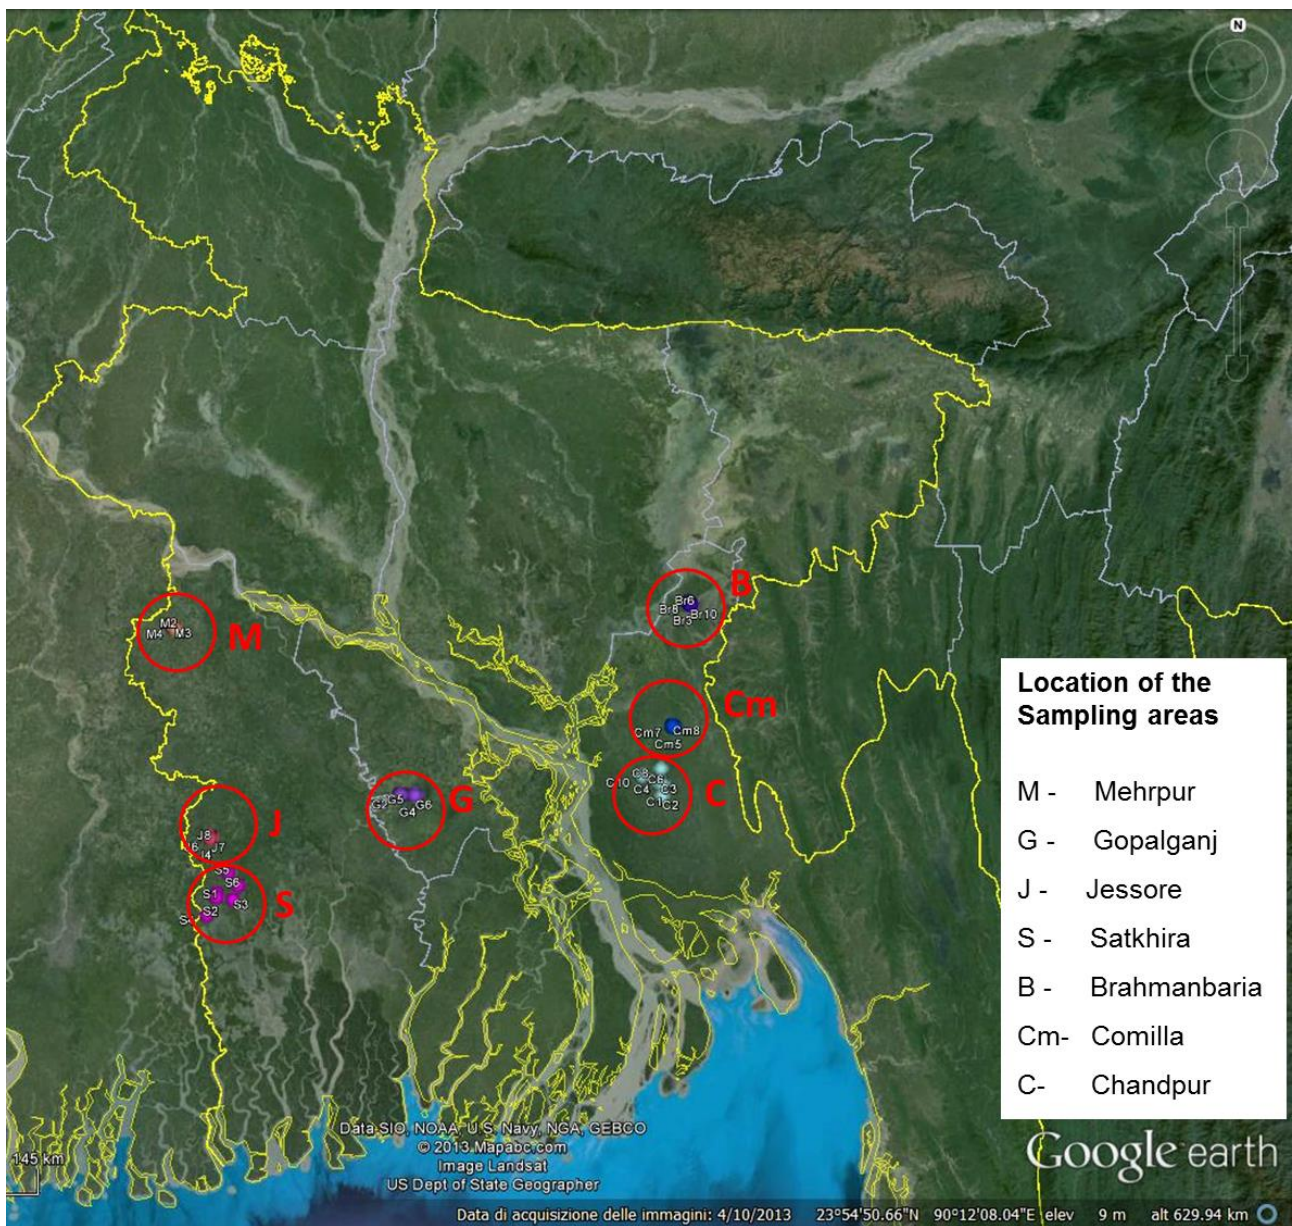 N
B
Br6
Br8
Br10
Br5
M
M2
M4
M3
Cm
Cm7
Cm8
Cm5
C
C8
C10
C6
C4
C3
C1
C2
G
G5
G2
G6
G4
J
J8
J7
S
S5
S6
S1
S2
S3
Location of the
Sampling areas
M - Mehrpur
G - Gopalganj
J - Jessore
S - Satkhira
B - Brahmanbaria
Cm- Comilla
C- Chandpur
Data SIO, NOAA, U.S. Navy, NGA, GEBCO
© 2013 Mapabc.com
Image Landsat
US Dept of State Geographer
145 km
Google earth
Data di acquisizione delle immagini: 4/10/2013 23°54'50.66"N 90°12'08.04"E elev 9 m alt 629.94 km